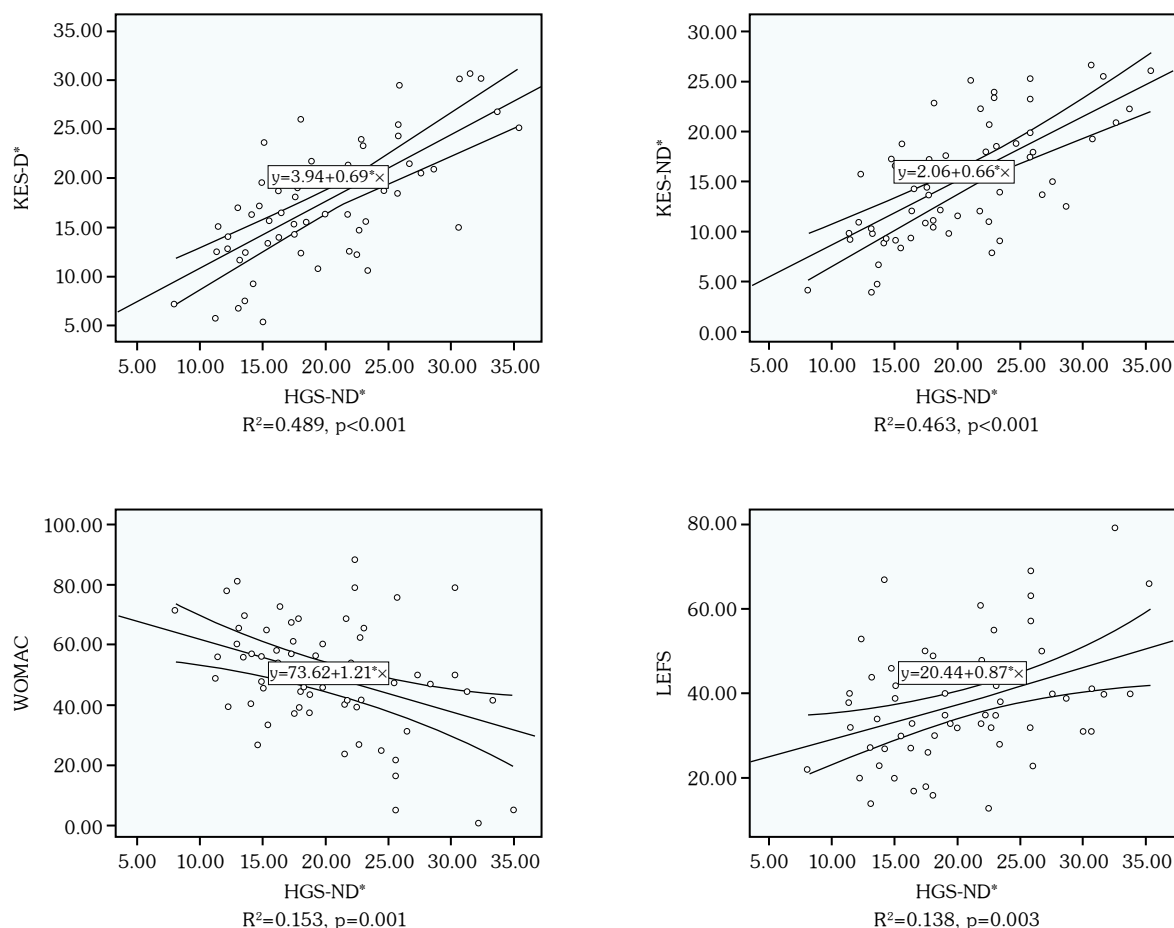 35.00
30.00
25.00
20.00
15.00
10.00
5.00
KES-D*
y=3.94+0.69*×
5.00 10.00 15.00 20.00 25.00 30.00 35.00
HGS-ND*
R²=0.489, p<0.001
30.00
25.00
20.00
15.00
10.00
5.00
0.00
KES-ND*
y=2.06+0.66*×
5.00 10.00 15.00 20.00 25.00 30.00 35.00
HGS-ND*
R²=0.463, p<0.001
100.00
80.00
60.00
40.00
20.00
0.00
WOMAC
y=73.62+1.21*×
5.00 10.00 15.00 20.00 25.00 30.00 35.00
HGS-ND*
R²=0.153, p=0.001
80.00
60.00
40.00
20.00
LEFS
y=20.44+0.87*×
5.00 10.00 15.00 20.00 25.00 30.00 35.00
HGS-ND*
R²=0.138, p=0.003